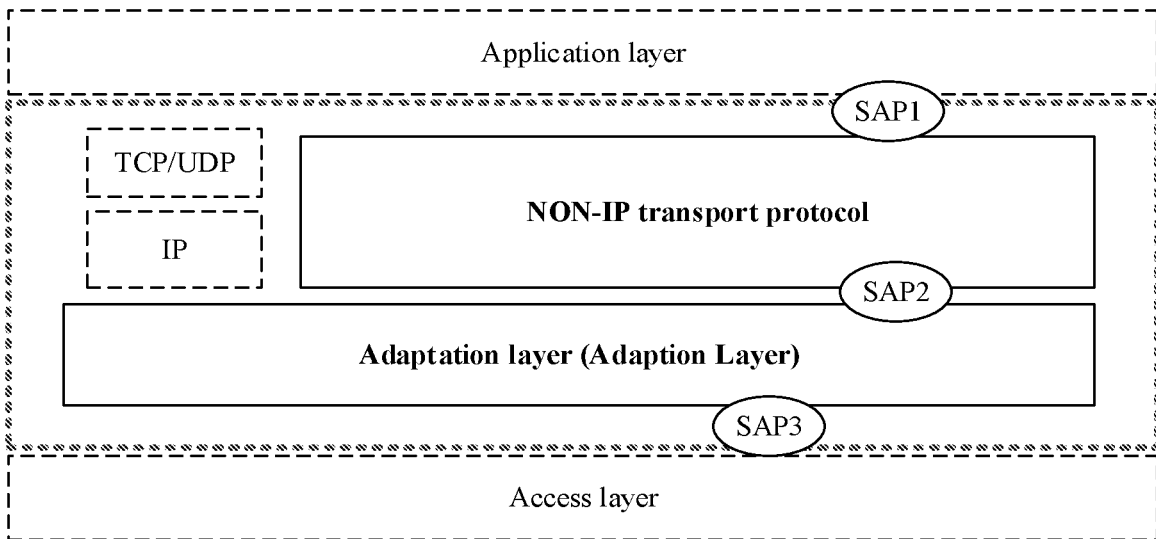 Application layer
SAP1
TCP/UDP
NON-IP transport protocol
IP
SAP2
Adaptation layer (Adaption Layer)
SAP3
Access layer